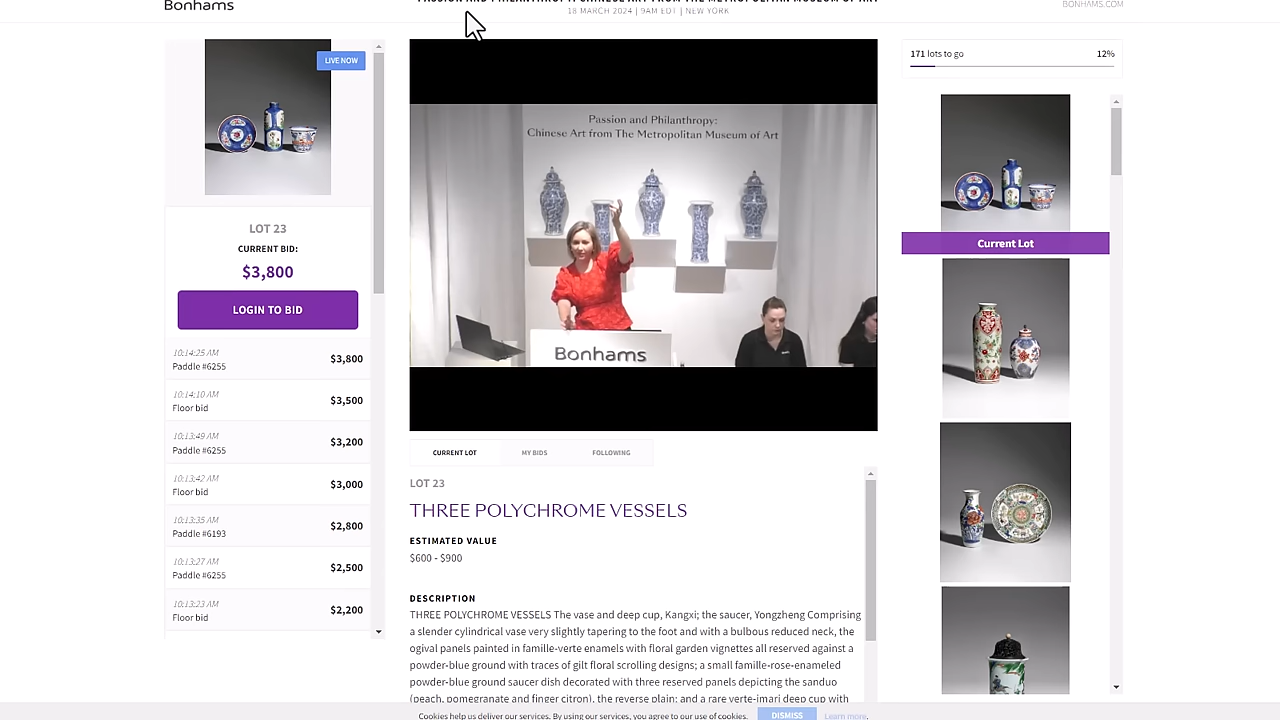 Bonhams
PASSION AND PHILANTHROPY: CHINESE ART FROM THE METROPOLITAN MUSEUM OF ART
18 MARCH 2024 | 9AM EDT | NEW YORK
BONHAMS.COM
LIVE NOW
LOT 23
CURRENT BID:
$3,800
LOGIN TO BID
10:14:25 AM
Paddle #6255
$3,800
10:14:10 AM
Floor bid
$3,500
10:13:49 AM
Paddle #6255
$3,200
10:13:42 AM
Floor bid
$3,000
10:13:35 AM
Paddle #6193
$2,800
10:13:27 AM
Paddle #6255
$2,500
10:13:23 AM
Floor bid
$2,200
Passion and Philanthropy:
Chinese Art from The Metropolitan Museum of Art
Bonhams
CURRENT LOT
MY BIDS
FOLLOWING
LOT 23
THREE POLYCHROME VESSELS
ESTIMATED VALUE
$600 - $900
DESCRIPTION
THREE POLYCHROME VESSELS The vase and deep cup, Kangxi; the saucer, Yongzheng Comprising
a slender cylindrical vase very slightly tapering to the foot and with a bulbous reduced neck, the
ogival panels painted in famille-verte enamels with floral garden vignettes all reserved against a
powder-blue ground with traces of gilt floral scrolling designs; a small famille-rose-enameled
powder-blue ground saucer dish decorated with three reserved panels depicting the sanduo
(peach, pomegranate and finger citron), the reverse plain; and a rare verte-imari deep cup with
171 lots to go
12%
Current Lot
Cookies help us deliver our services. By using our services, you agree to our use of cookies.
DISMISS
Learn more.